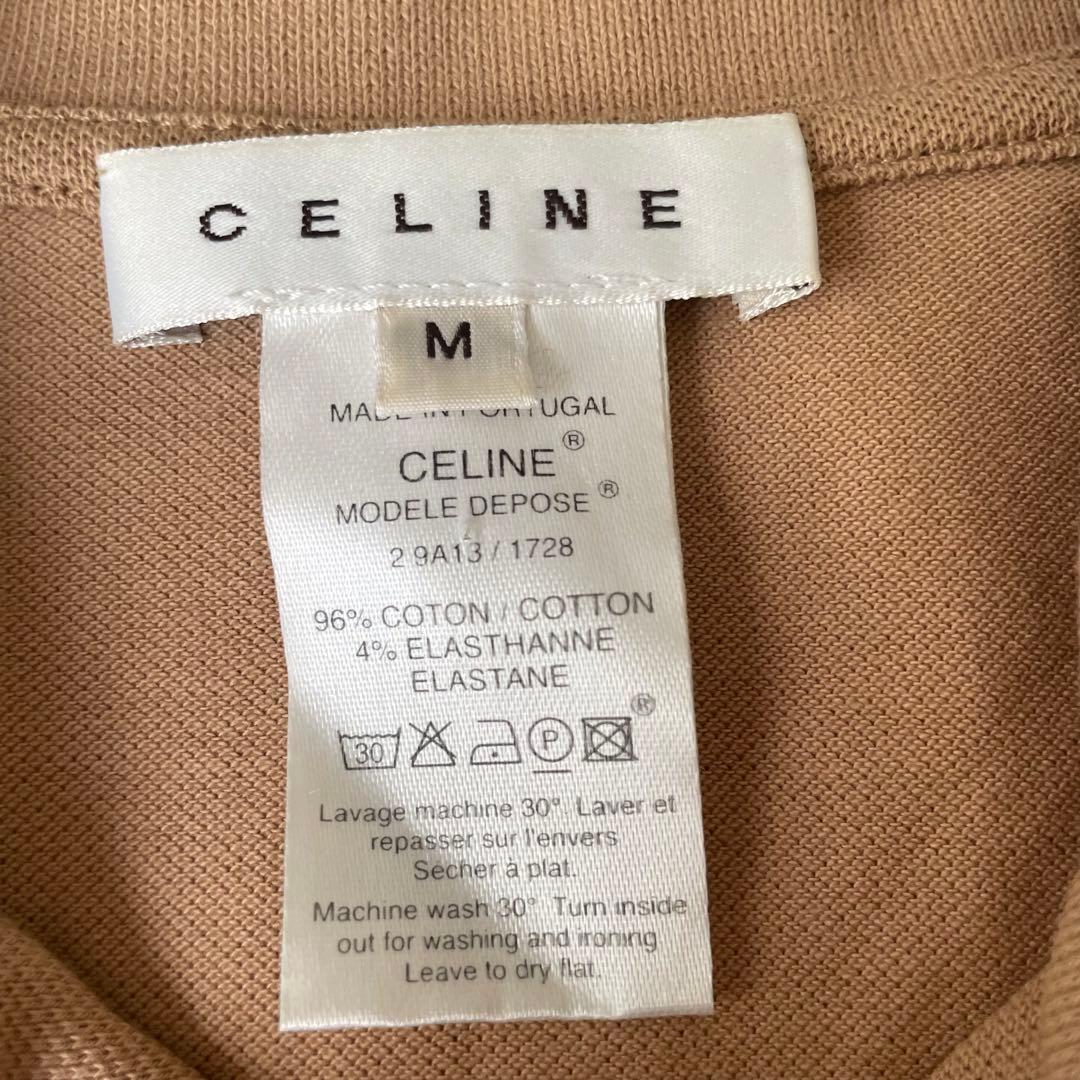 CELINE
M
MADE IN PORTUGAL
CELINE®
MODELE DEPOSE®
2 9A13 / 1728
96% COTON / COTTON
4% ELASTHANNE
ELASTANE
®
30 P
Lavage machine 30°. Laver et
repasser sur l'envers
Secher à plat.
Machine wash 30° Turn inside
out for washing and ironing
Leave to dry flat.